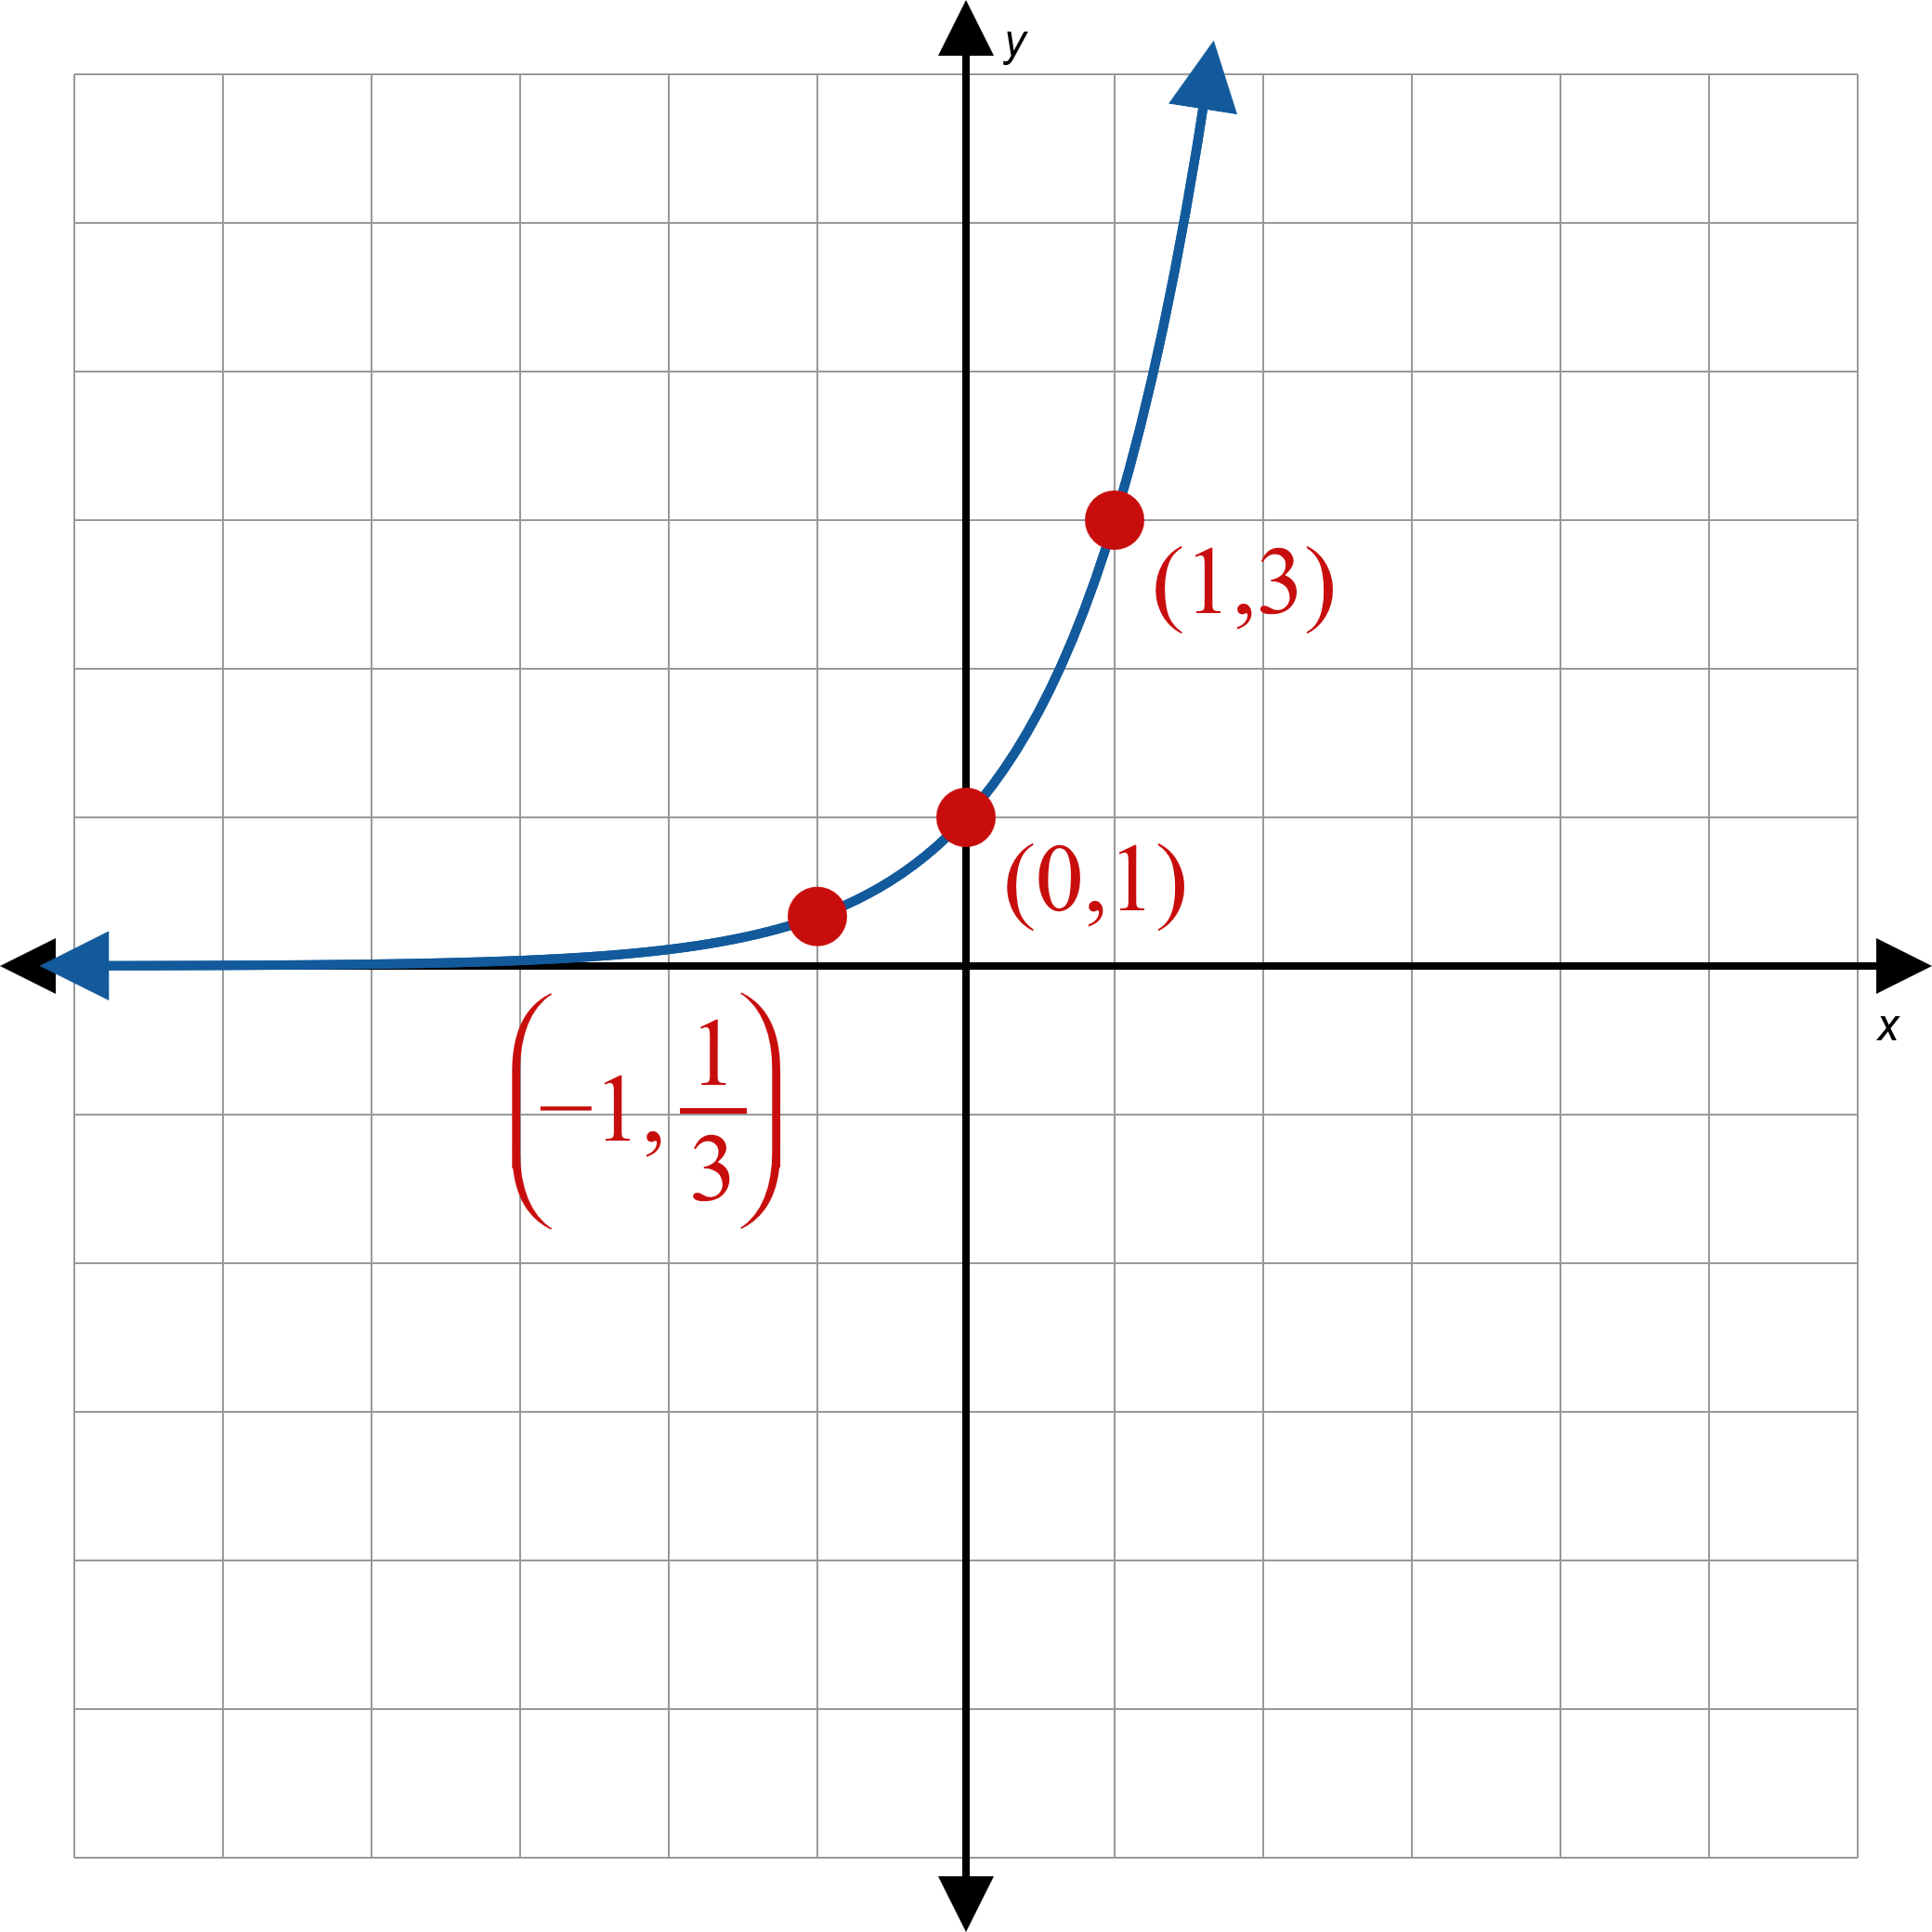 y
(1,3)
(0,1)
x
(−1, 1/3)